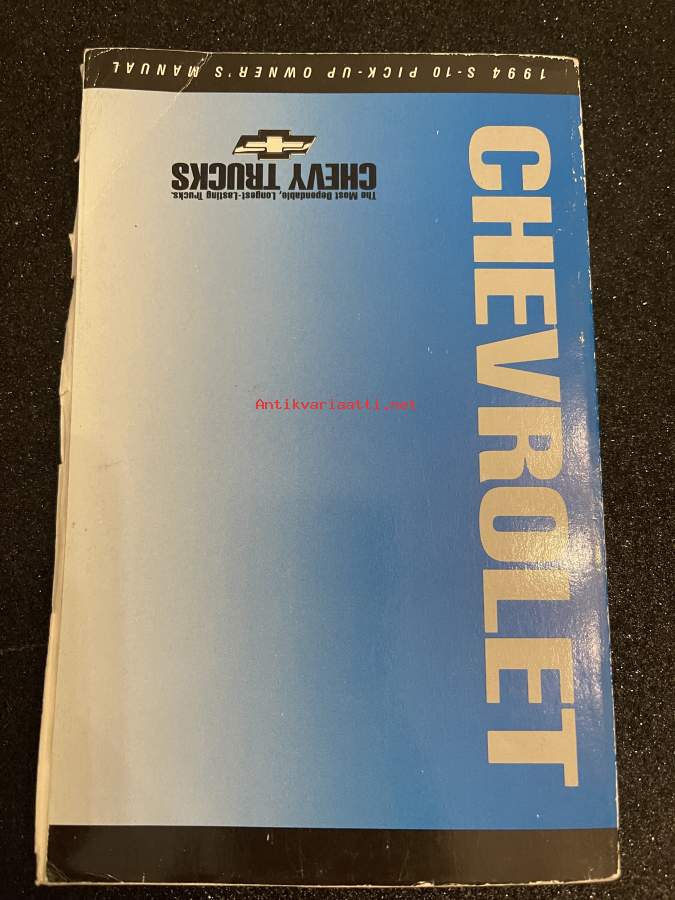 1994 S-10 PICK-UP OWNER'S MANUAL
CHEVROLET
CHEVY TRUCKS
The Most Dependable, Longest-Lasting Trucks.
Antikvariaatti.net